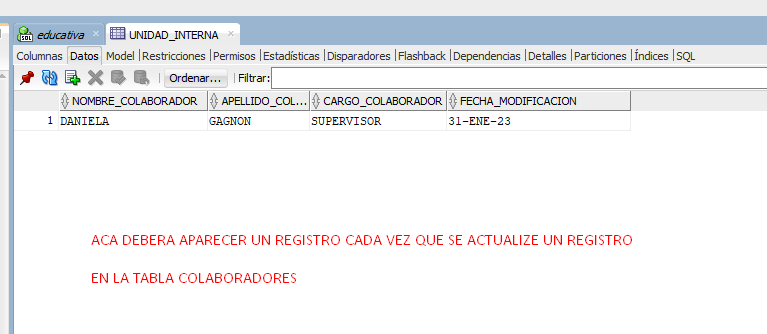 educativa UNIDAD_INTERNA
Columnas Datos Model Restricciones Permisos Estadísticas Disparadores Flashback Dependencias Detalles Particiones Índices SQL
Ordenar... Filtrar:
NOMBRE_COLABORADOR APELLIDO_COL... CARGO_COLABORADOR FECHA_MODIFICACION
1 DANIELA GAGNON SUPERVISOR 31-ENE-23
ACA DEBERA APARECER UN REGISTRO CADA VEZ QUE SE ACTUALIZE UN REGISTRO
EN LA TABLA COLABORADORES